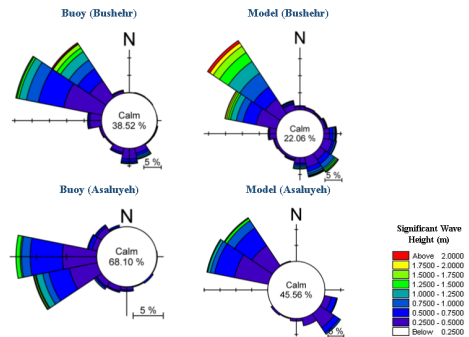 Buoy (Bushehr)
N
Calm
38.52 %
5 %
Model (Bushehr)
N
Calm
22.06 %
5 %
Buoy (Asaluyeh)
N
Calm
68.10 %
5 %
Model (Asaluyeh)
N
Calm
45.56 %
5 %
Significant Wave
Height (m)
Above 2.0000
1.7500 - 2.0000
1.5000 - 1.7500
1.2500 - 1.5000
1.0000 - 1.2500
0.7500 - 1.0000
0.5000 - 0.7500
0.2500 - 0.5000
Below 0.2500